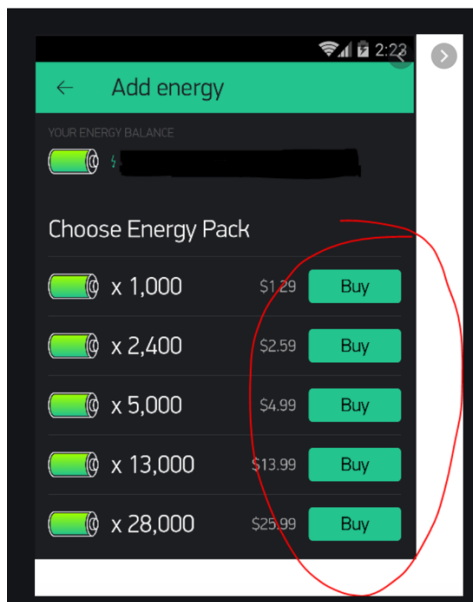 2:23
← Add energy
YOUR ENERGY BALANCE
Choose Energy Pack
x 1,000 $1.29 Buy
x 2,400 $2.59 Buy
x 5,000 $4.99 Buy
x 13,000 $13.99 Buy
x 28,000 $25.99 Buy